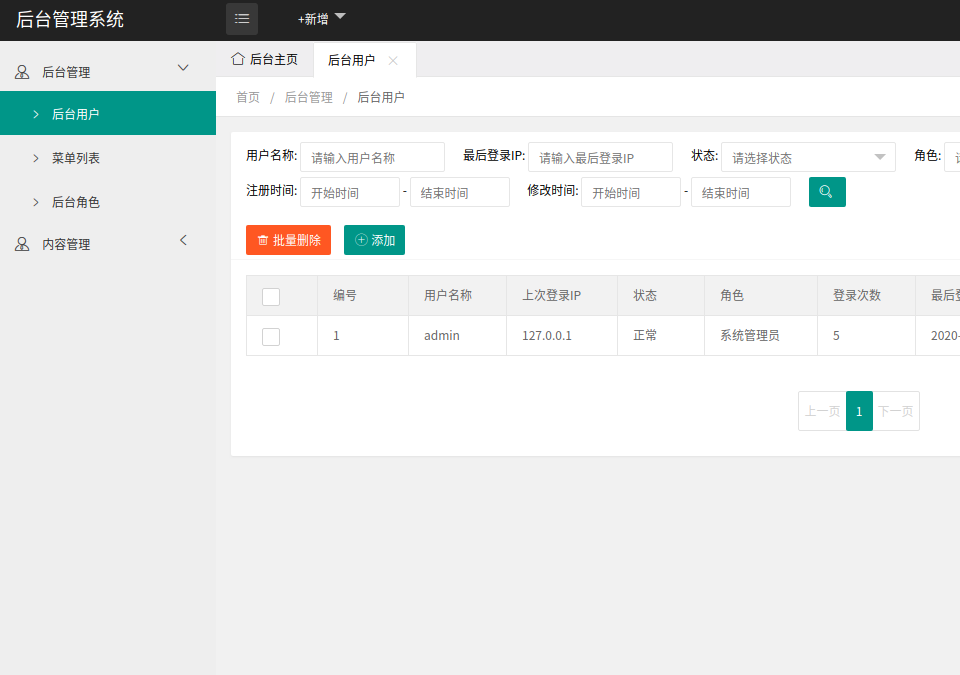 后台管理系统
+新增
后台管理
后台用户
菜单列表
后台角色
内容管理
后台主页 后台用户
首页 / 后台管理 / 后台用户
用户名称: 请输入用户名称 最后登录IP: 请输入最后登录IP 状态: 请选择状态 角色:
注册时间: 开始时间 - 结束时间 修改时间: 开始时间 - 结束时间
批量删除 添加
编号 用户名称 上次登录IP 状态 角色 登录次数 最后
1 admin 127.0.0.1 正常 系统管理员 5 2020-
上一页 1 下一页